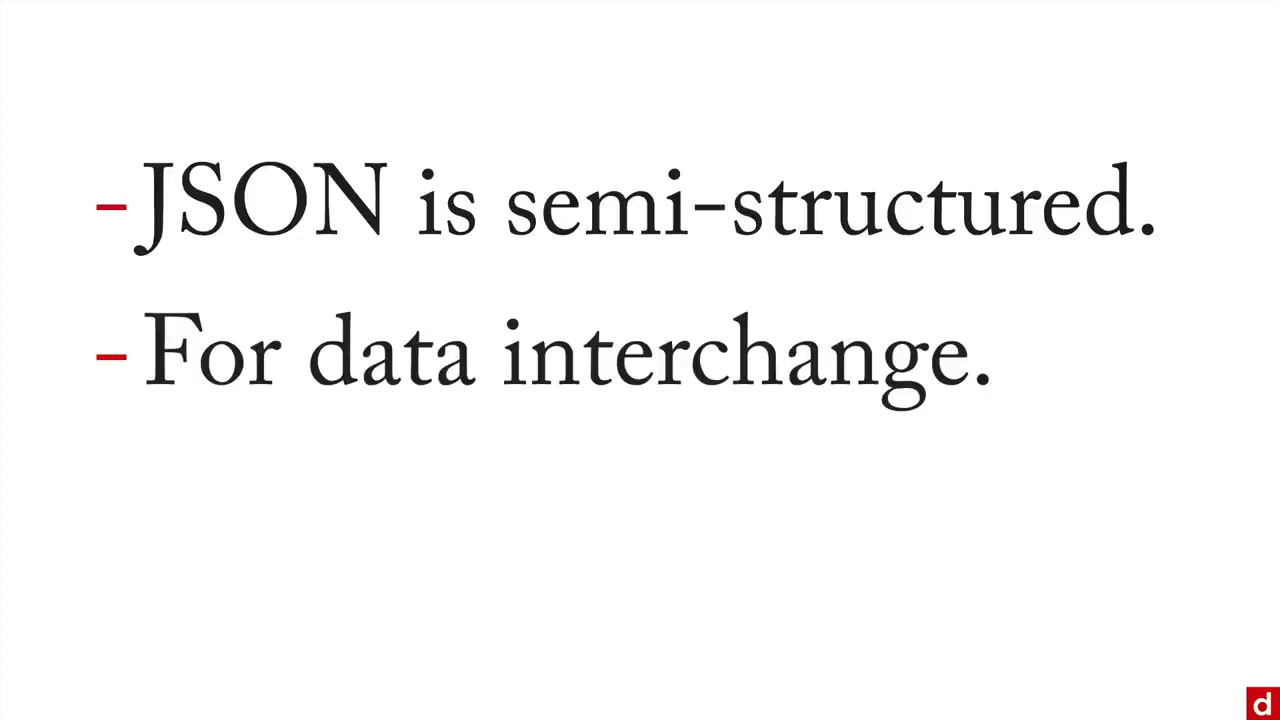 - JSON is semi-structured.
- For data interchange.
d